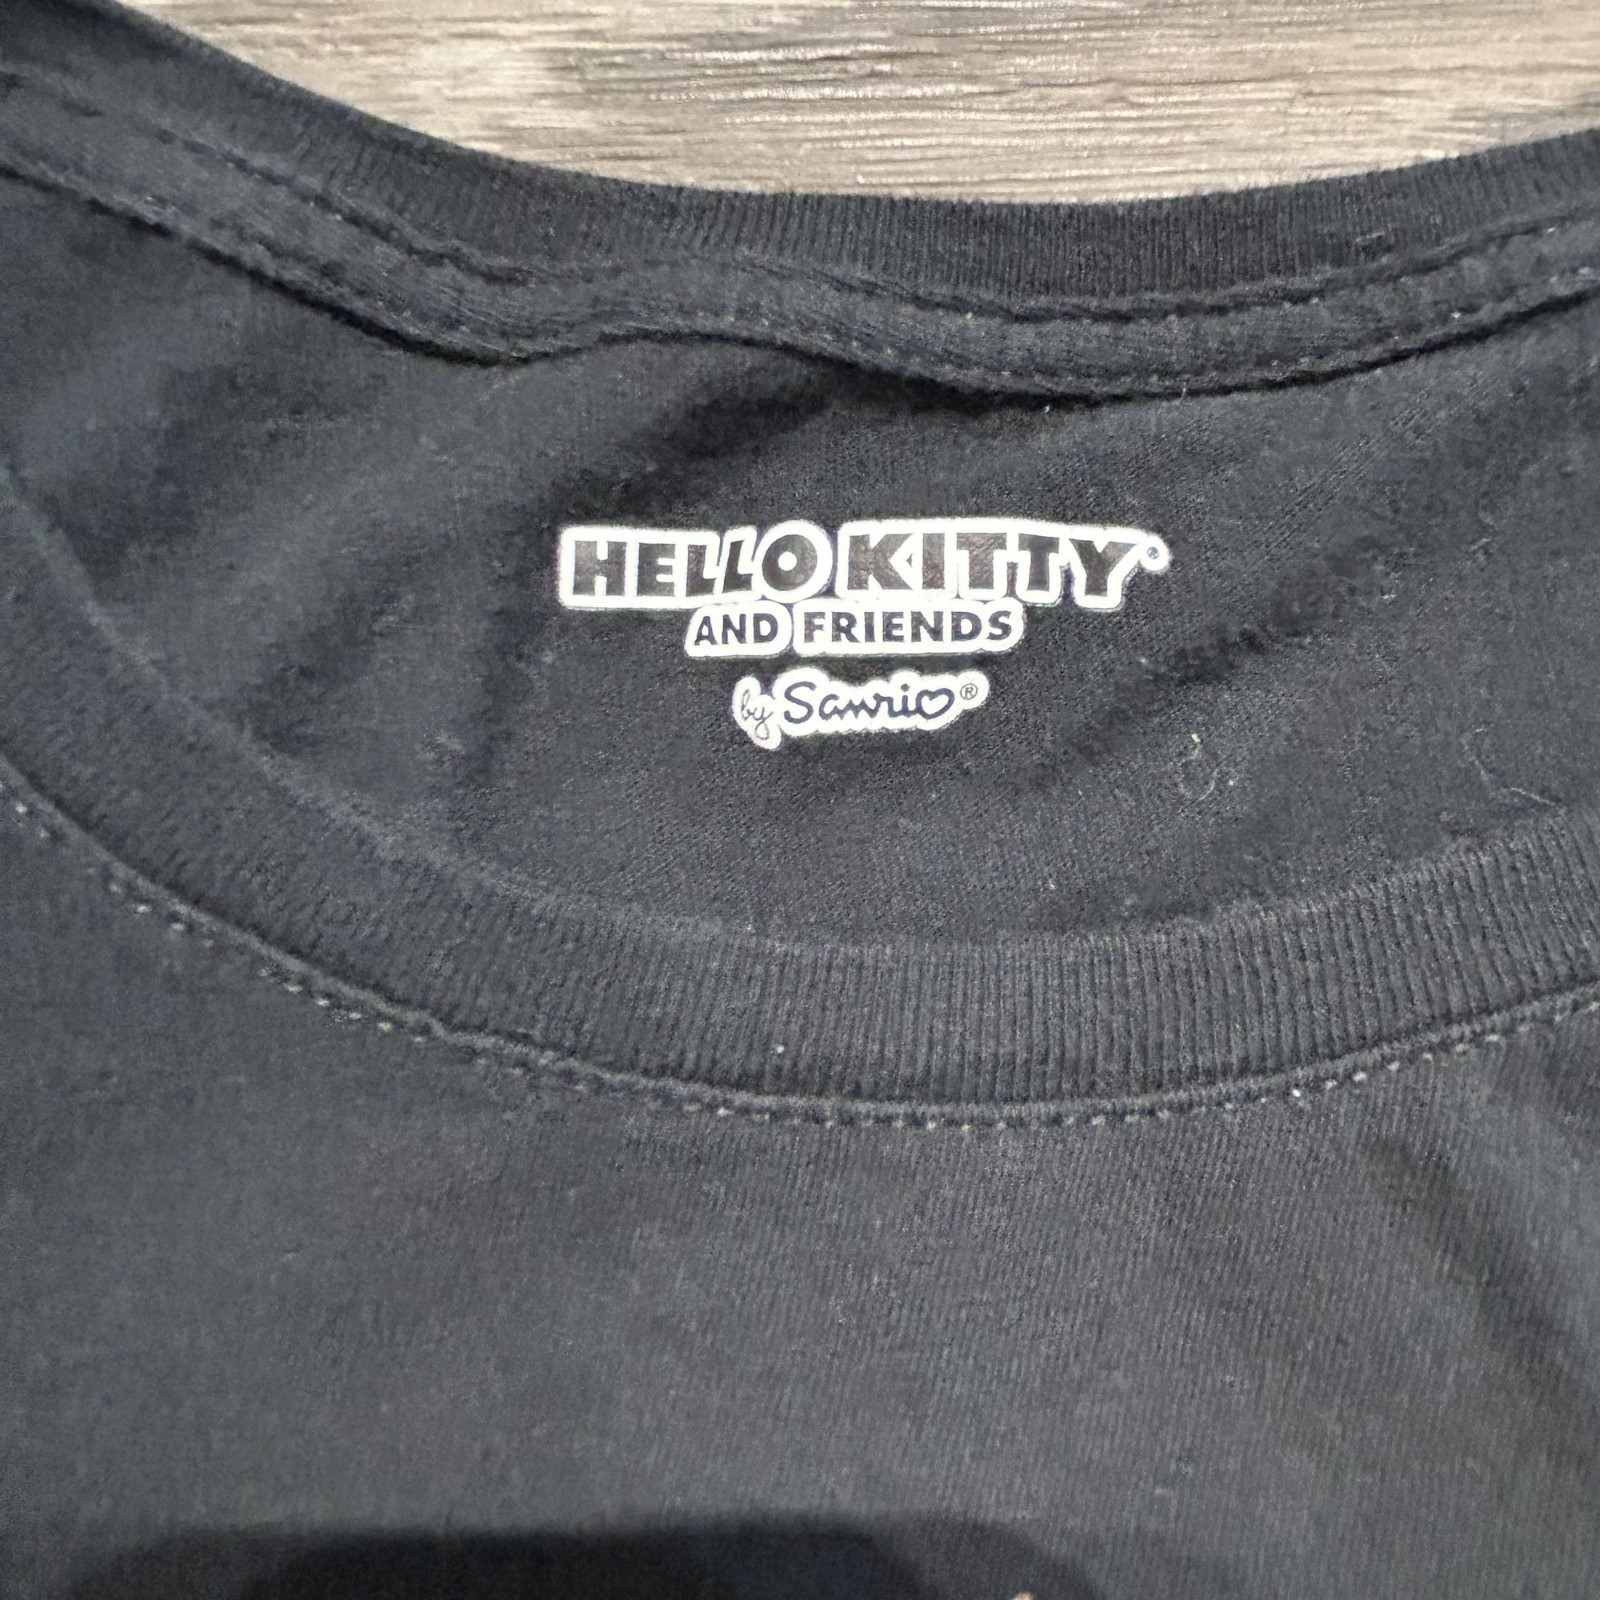 HELLO KITTY®
AND FRIENDS
by Sanrio®